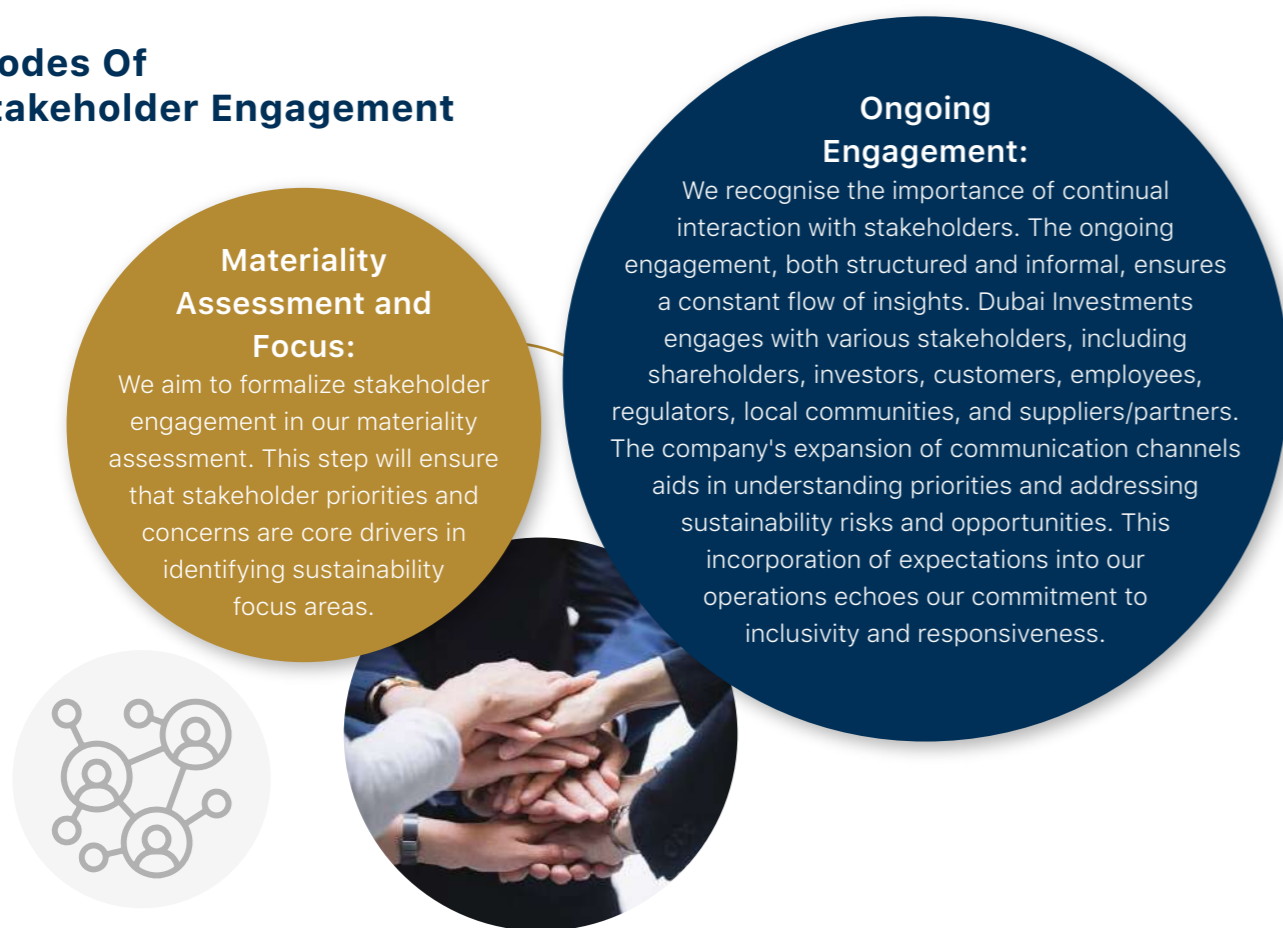 odes Of
takeholder Engagement
Materiality
Assessment and
Focus:
We aim to formalize stakeholder
engagement in our materiality
assessment. This step will ensure
that stakeholder priorities and
concerns are core drivers in
identifying sustainability
focus areas.
Ongoing
Engagement:
We recognise the importance of continual
interaction with stakeholders. The ongoing
engagement, both structured and informal, ensures
a constant flow of insights. Dubai Investments
engages with various stakeholders, including
shareholders, investors, customers, employees,
regulators, local communities, and suppliers/partners.
The company's expansion of communication channels
aids in understanding priorities and addressing
sustainability risks and opportunities. This
incorporation of expectations into our
operations echoes our commitment to
inclusivity and responsiveness.